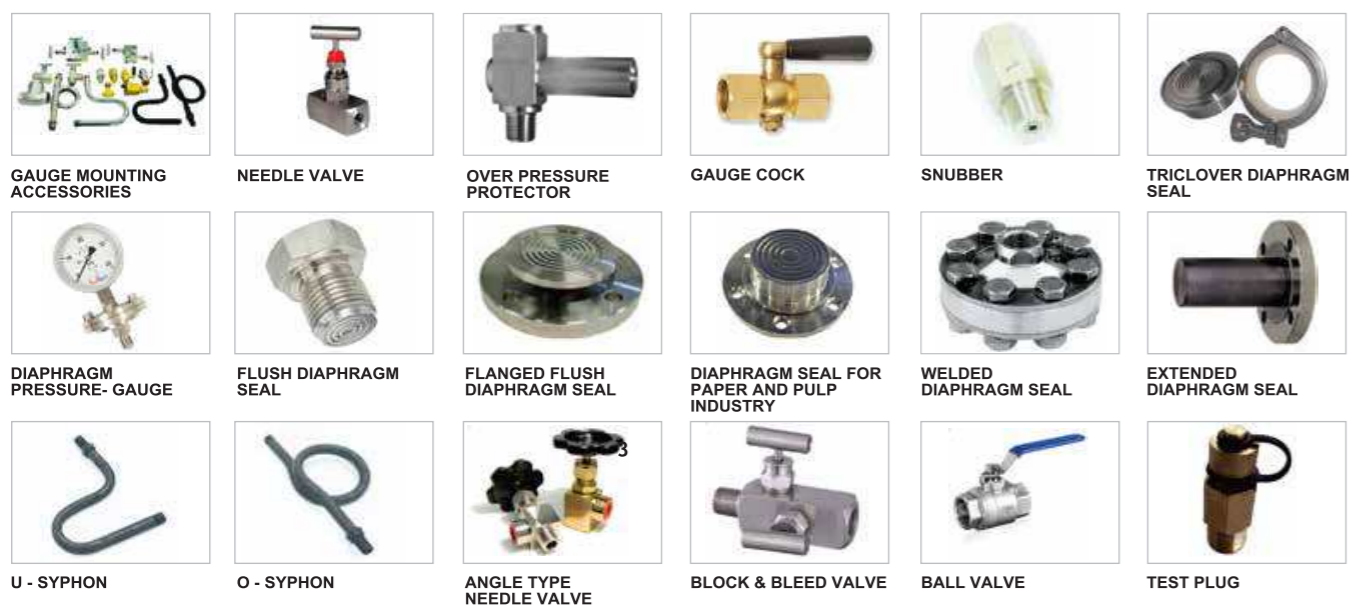 GAUGE MOUNTING
ACCESSORIES
NEEDLE VALVE
OVER PRESSURE
PROTECTOR
GAUGE COCK
SNUBBER
TRICLOVER DIAPHRAGM
SEAL
DIAPHRAGM
PRESSURE- GAUGE
FLUSH DIAPHRAGM
SEAL
FLANGED FLUSH
DIAPHRAGM SEAL
DIAPHRAGM SEAL FOR
PAPER AND PULP
INDUSTRY
WELDED
DIAPHRAGM SEAL
EXTENDED
DIAPHRAGM SEAL
3
U - SYPHON
O - SYPHON
ANGLE TYPE
NEEDLE VALVE
BLOCK & BLEED VALVE
BALL VALVE
TEST PLUG